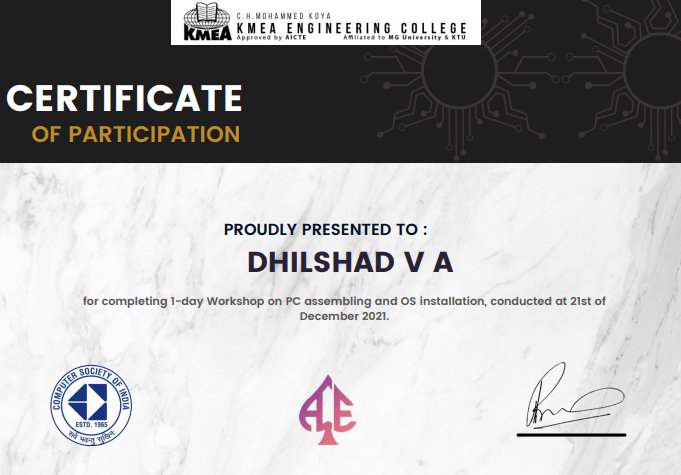 C.H.MOHAMMED KOYA
KMEA ENGINEERING COLLEGE
KMEA
Approved by AICTE Affiliated to MG University & KTU
CERTIFICATE
OF PARTICIPATION
PROUDLY PRESENTED TO :
DHILSHAD V A
for completing 1-day Workshop on PC assembling and OS installation, conducted at 21st of
December 2021.
COMPUTER SOCIETY OF INDIA
ESTD. 1965
सर्वे भवन्तु सुखिनः
ACE